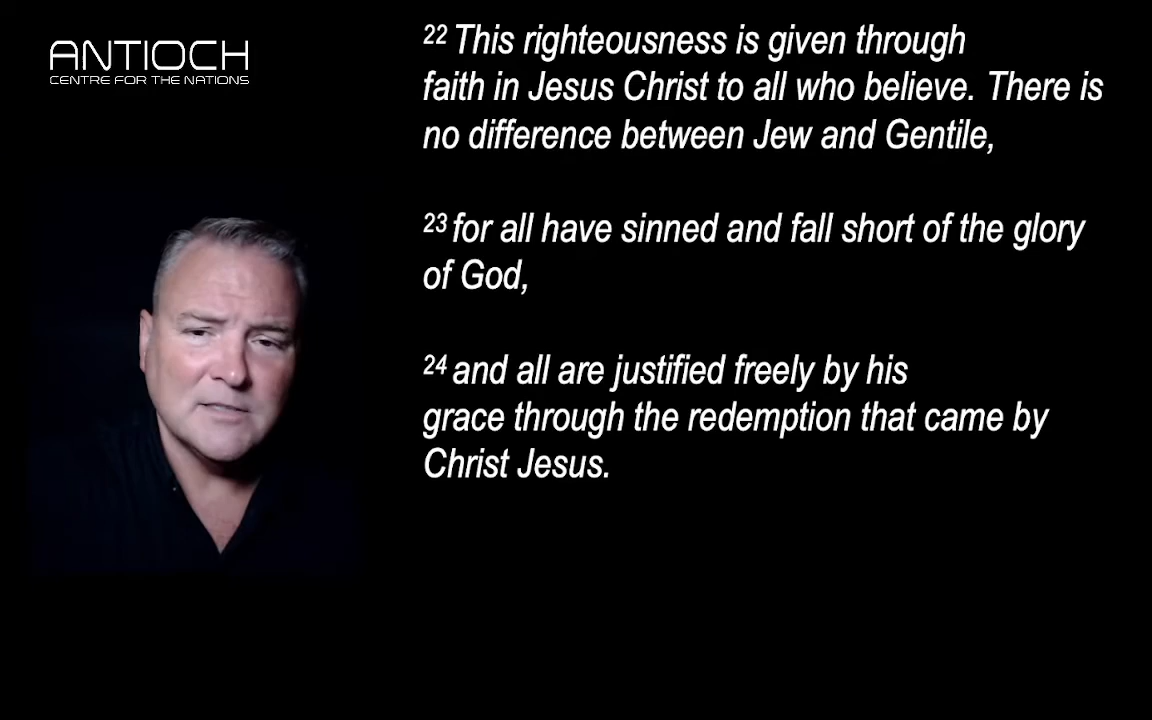 ANTIOCH
CENTRE FOR THE NATIONS
22 This righteousness is given through
faith in Jesus Christ to all who believe. There is
no difference between Jew and Gentile,
23 for all have sinned and fall short of the glory
of God,
24 and all are justified freely by his
grace through the redemption that came by
Christ Jesus.